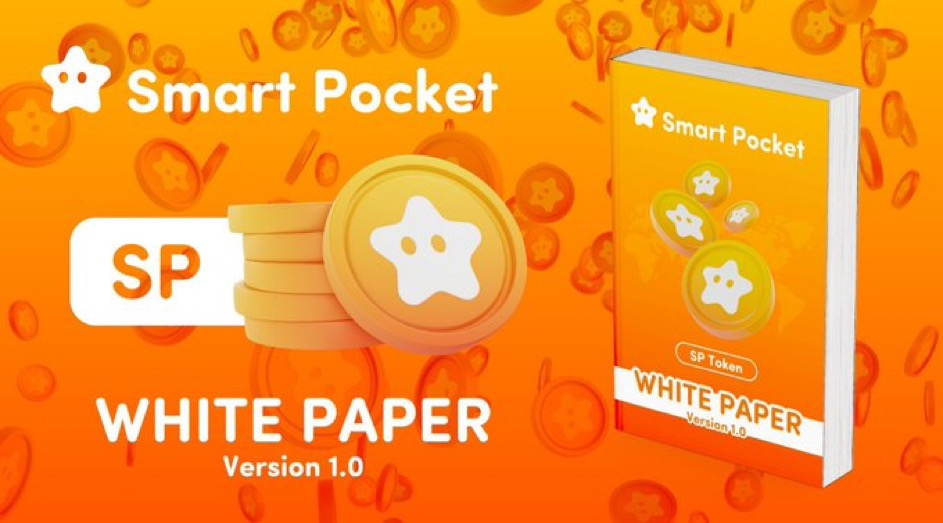 Smart Pocket
SP
WHITE PAPER
Version 1.0
Smart Pocket
SP Token
WHITE PAPER
Version 1.0